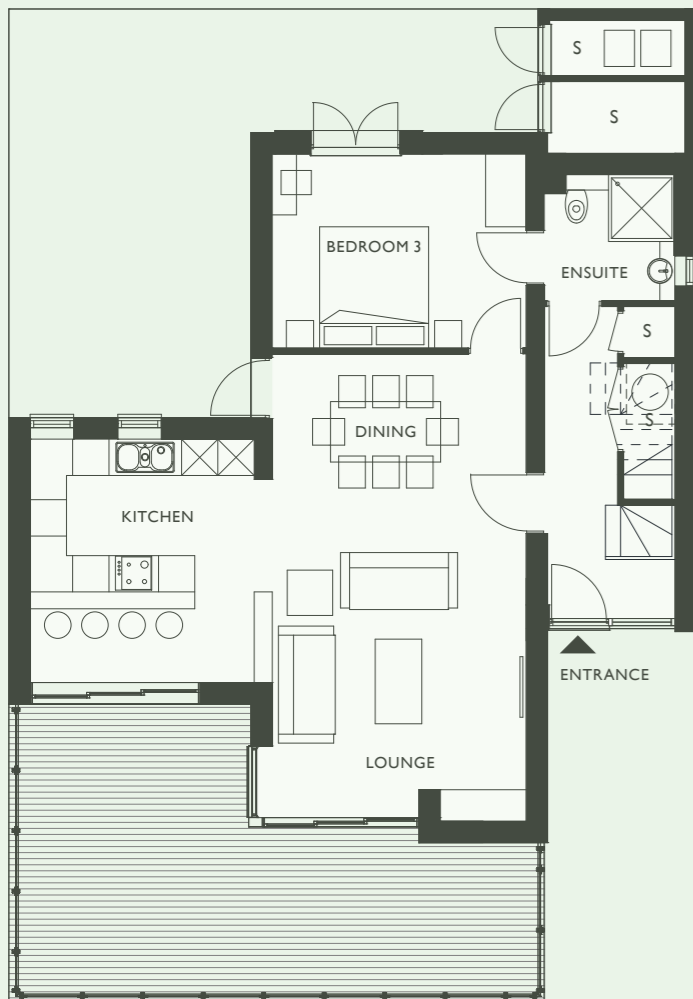 S
S
BEDROOM 3
ENSUITE
S
S
DINING
KITCHEN
ENTRANCE
LOUNGE